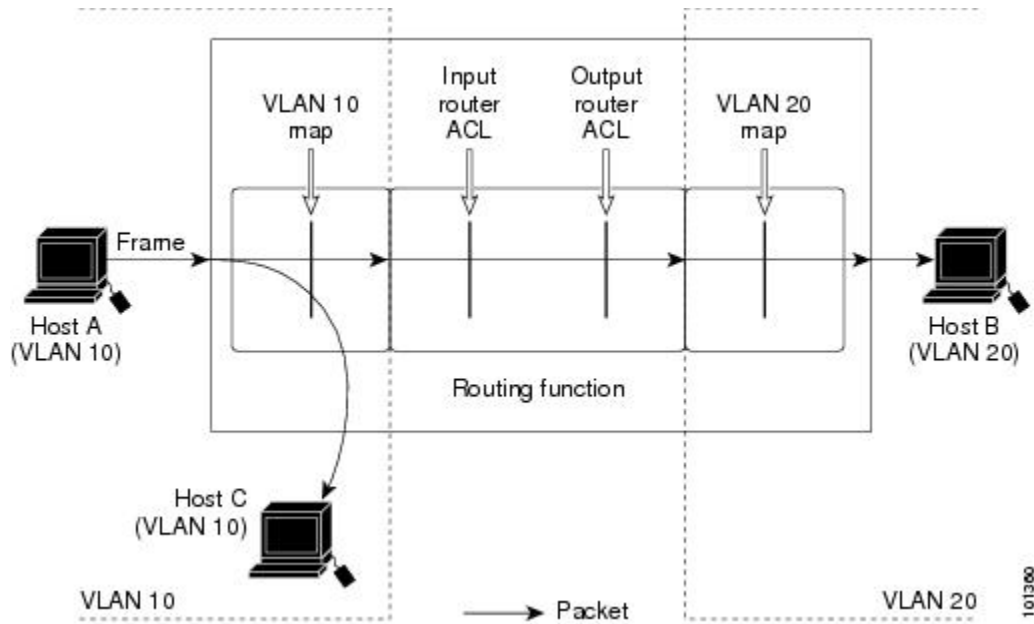 VLAN 10
map
Input
router
ACL
Output
router
ACL
VLAN 20
map
Frame
Host A
(VLAN 10)
Host B
(VLAN 20)
Routing function
Host C
(VLAN 10)
VLAN 10
Packet
VLAN 20
101360